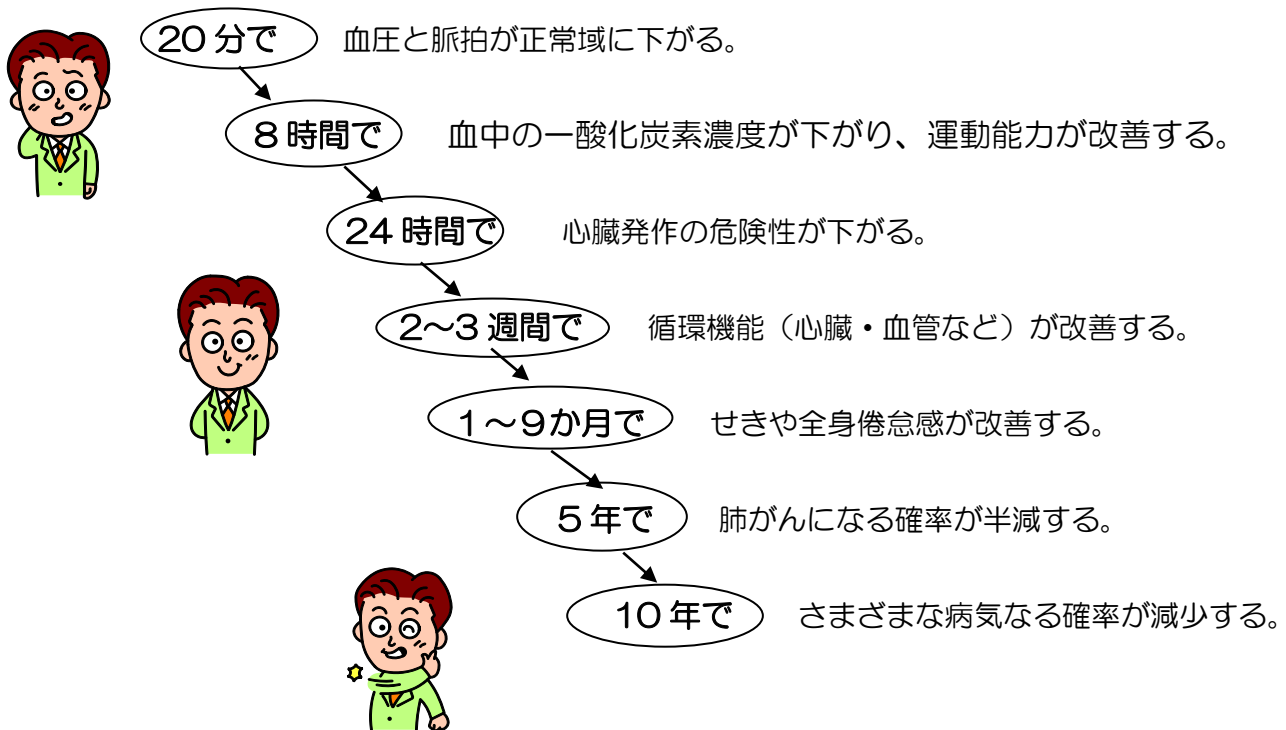 20分で 血圧と脈拍が正常域に下がる。
8時間で 血中の一酸化炭素濃度が下がり、運動能力が改善する。
24時間で 心臓発作の危険性が下がる。
2~3週間で 循環機能(心臓・血管など)が改善する。
1~9か月で せきや全身倦怠感が改善する。
5年で 肺がんになる確率が半減する。
10年で さまざまな病気なる確率が減少する。